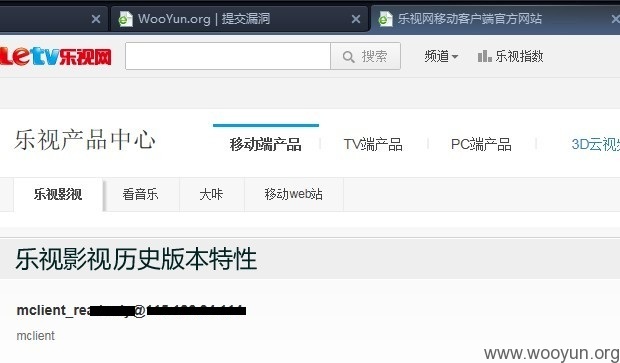 WooYun.org | 提交漏洞
乐视网移动客户端官方网站
Letv乐视网
搜索
频道
乐视指数
乐视产品中心
移动端产品
TV端产品
PC端产品
3D云视频
乐视影视
看音乐
大咔
移动web站
乐视影视历史版本特性
mclient
www.wooyun.org